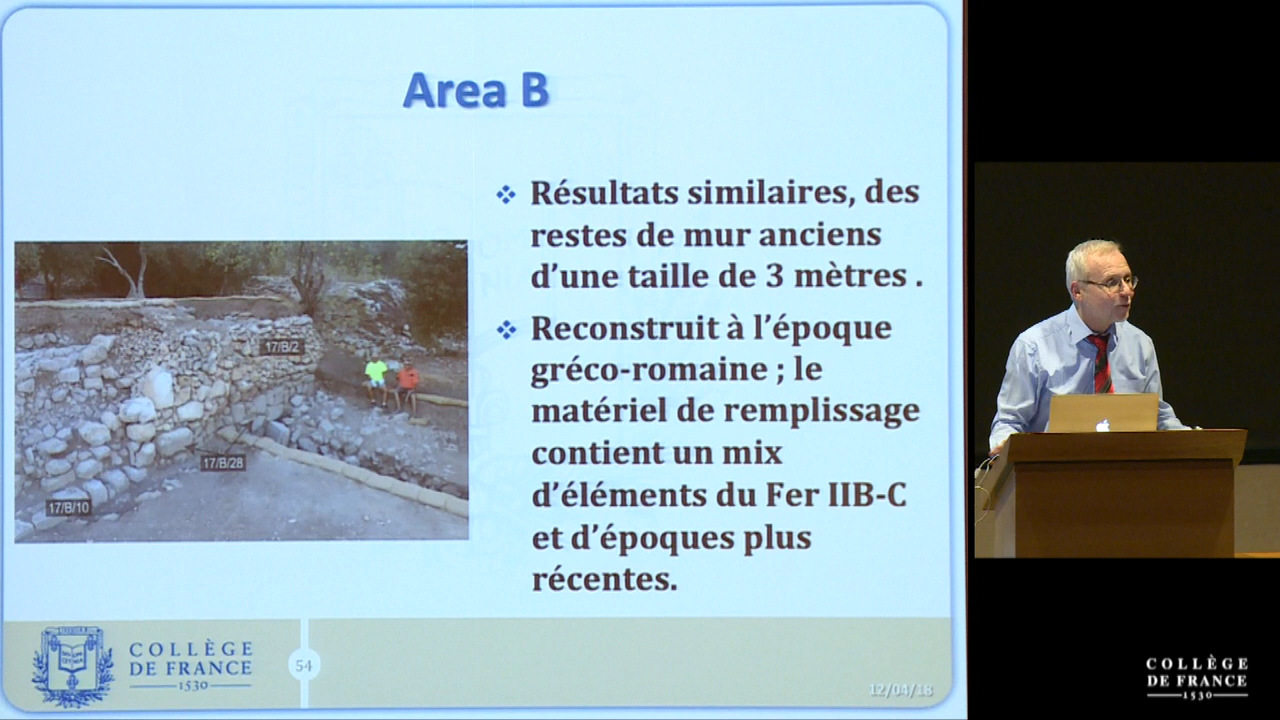 Area B
❖ Résultats similaires, des
restes de mur anciens
d’une taille de 3 mètres .
❖ Reconstruit à l’époque
gréco-romaine ; le
matériel de remplissage
contient un mix
d’éléments du Fer IIB-C
et d’époques plus
récentes.
17/B/2
17/B/28
17/B/10
COLLÈGE
DE FRANCE
1530
54
12/04/18
COLLÈGE
DE FRANCE
1530